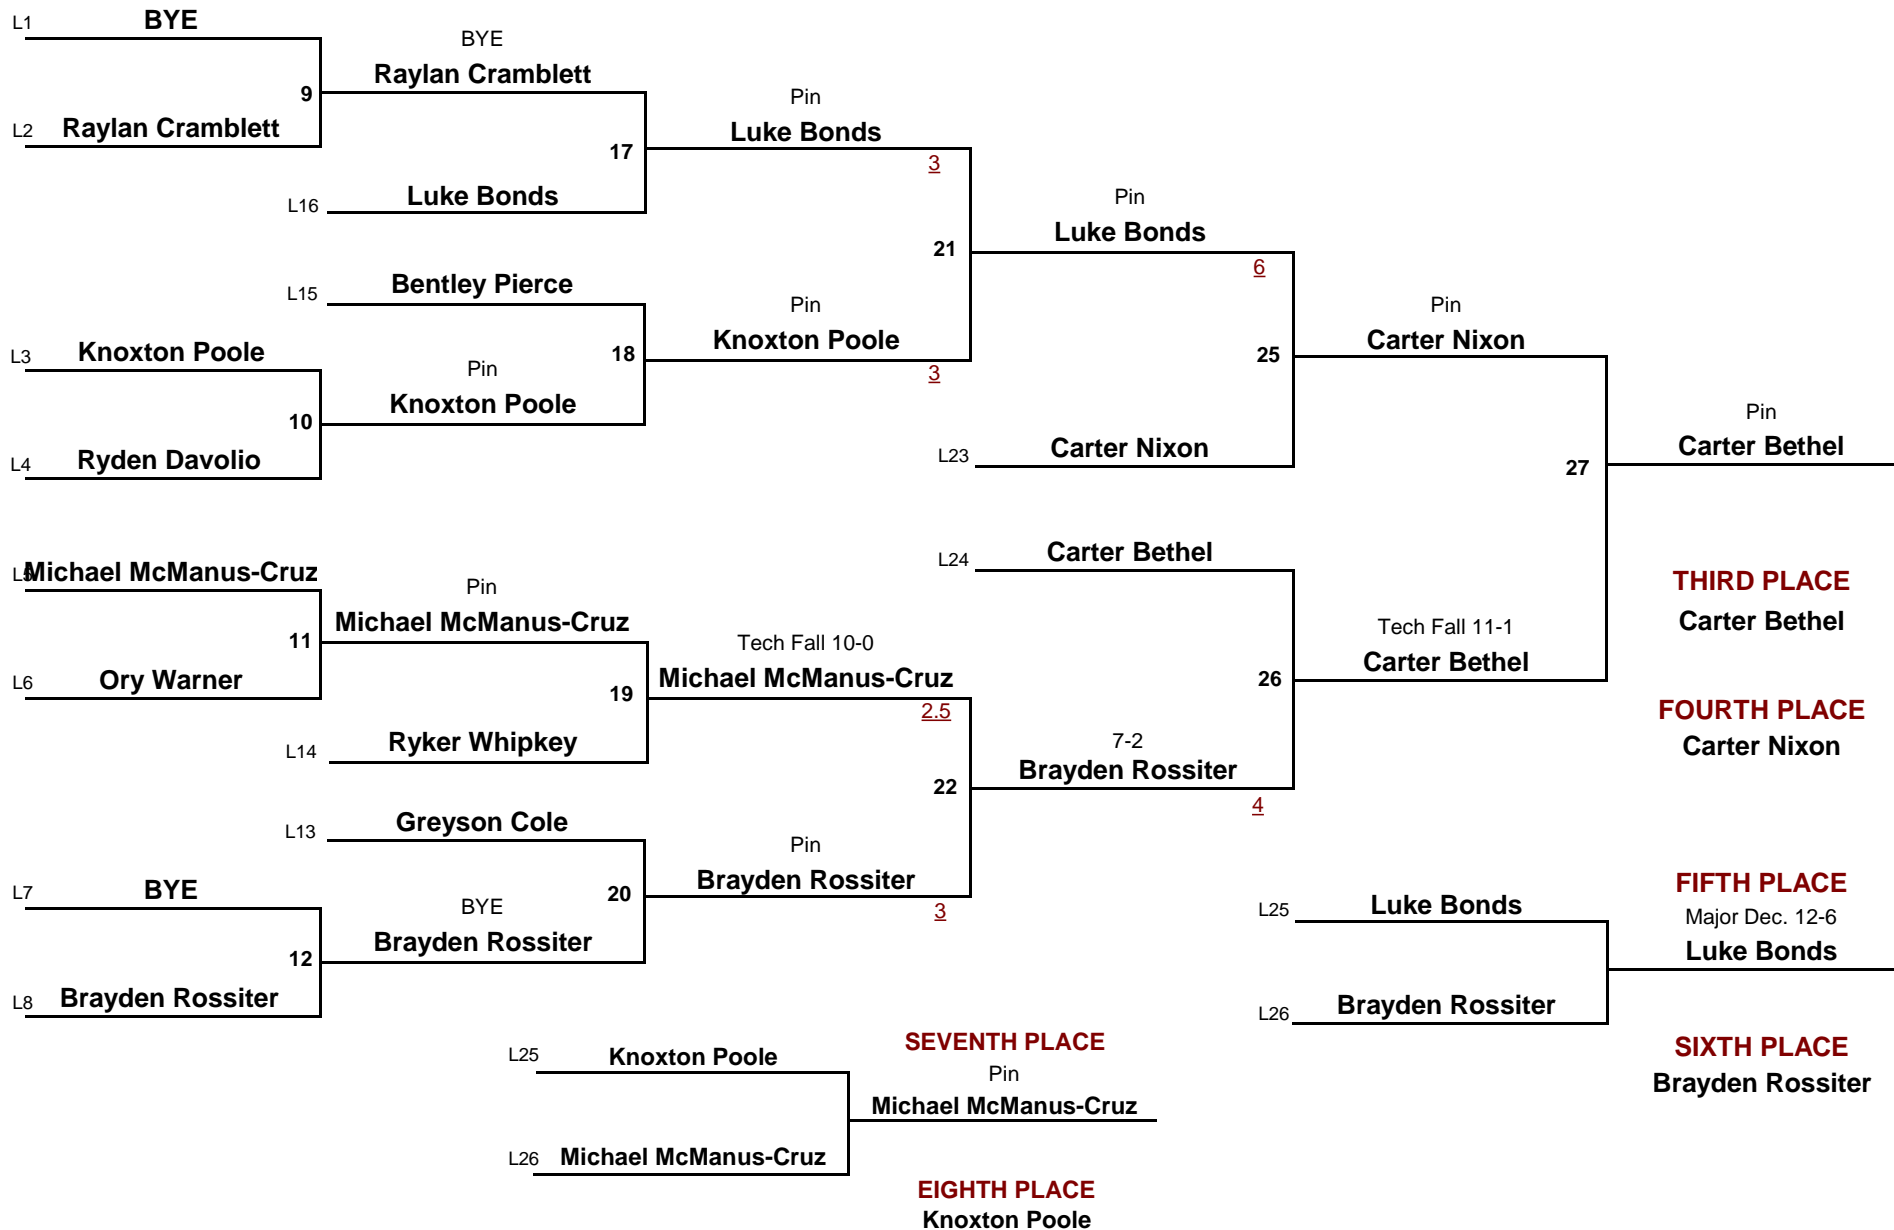 L1 BYE
BYE
Raylan Cramblett
9
L2 Raylan Cramblett
Pin
Luke Bonds
3
17
L16 Luke Bonds
Pin
Luke Bonds
6
21
L15 Bentley Pierce
Pin
Knoxton Poole
3
18
L3 Knoxton Poole
Pin
Knoxton Poole
10
L4 Ryden Davolio
Pin
Carter Nixon
25
L23 Carter Nixon
Pin
Carter Bethel
27
L5 Michael McManus-Cruz
Pin
Michael McManus-Cruz
11
L6 Ory Warner
Tech Fall 10-0
Michael McManus-Cruz
2.5
19
L14 Ryker Whipkey
L24 Carter Bethel
Tech Fall 11-1
Carter Bethel
26
THIRD PLACE
Carter Bethel
FOURTH PLACE
Carter Nixon
7-2
Brayden Rossiter
4
22
L13 Greyson Cole
Pin
Brayden Rossiter
3
20
L7 BYE
BYE
Brayden Rossiter
12
L8 Brayden Rossiter
L25 Luke Bonds
FIFTH PLACE
Major Dec. 12-6
Luke Bonds
L26 Brayden Rossiter
SIXTH PLACE
Brayden Rossiter
L25 Knoxton Poole
SEVENTH PLACE
Pin
Michael McManus-Cruz
L26 Michael McManus-Cruz
EIGHTH PLACE
Knoxton Poole